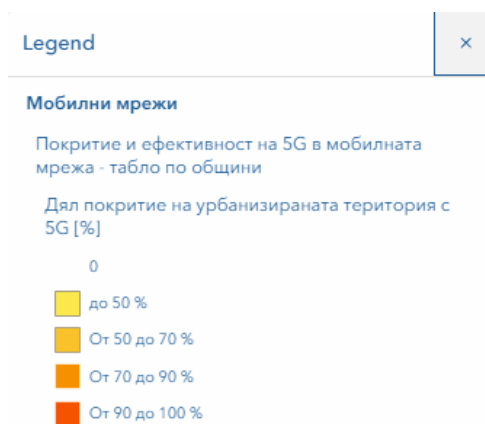 Legend
×
Мобилни мрежи
Покритие и ефективност на 5G в мобилната
мрежа - табло по общини
Дял покритие на урбанизираната територия с
5G [%]
0
до 50 %
От 50 до 70 %
От 70 до 90 %
От 90 до 100 %